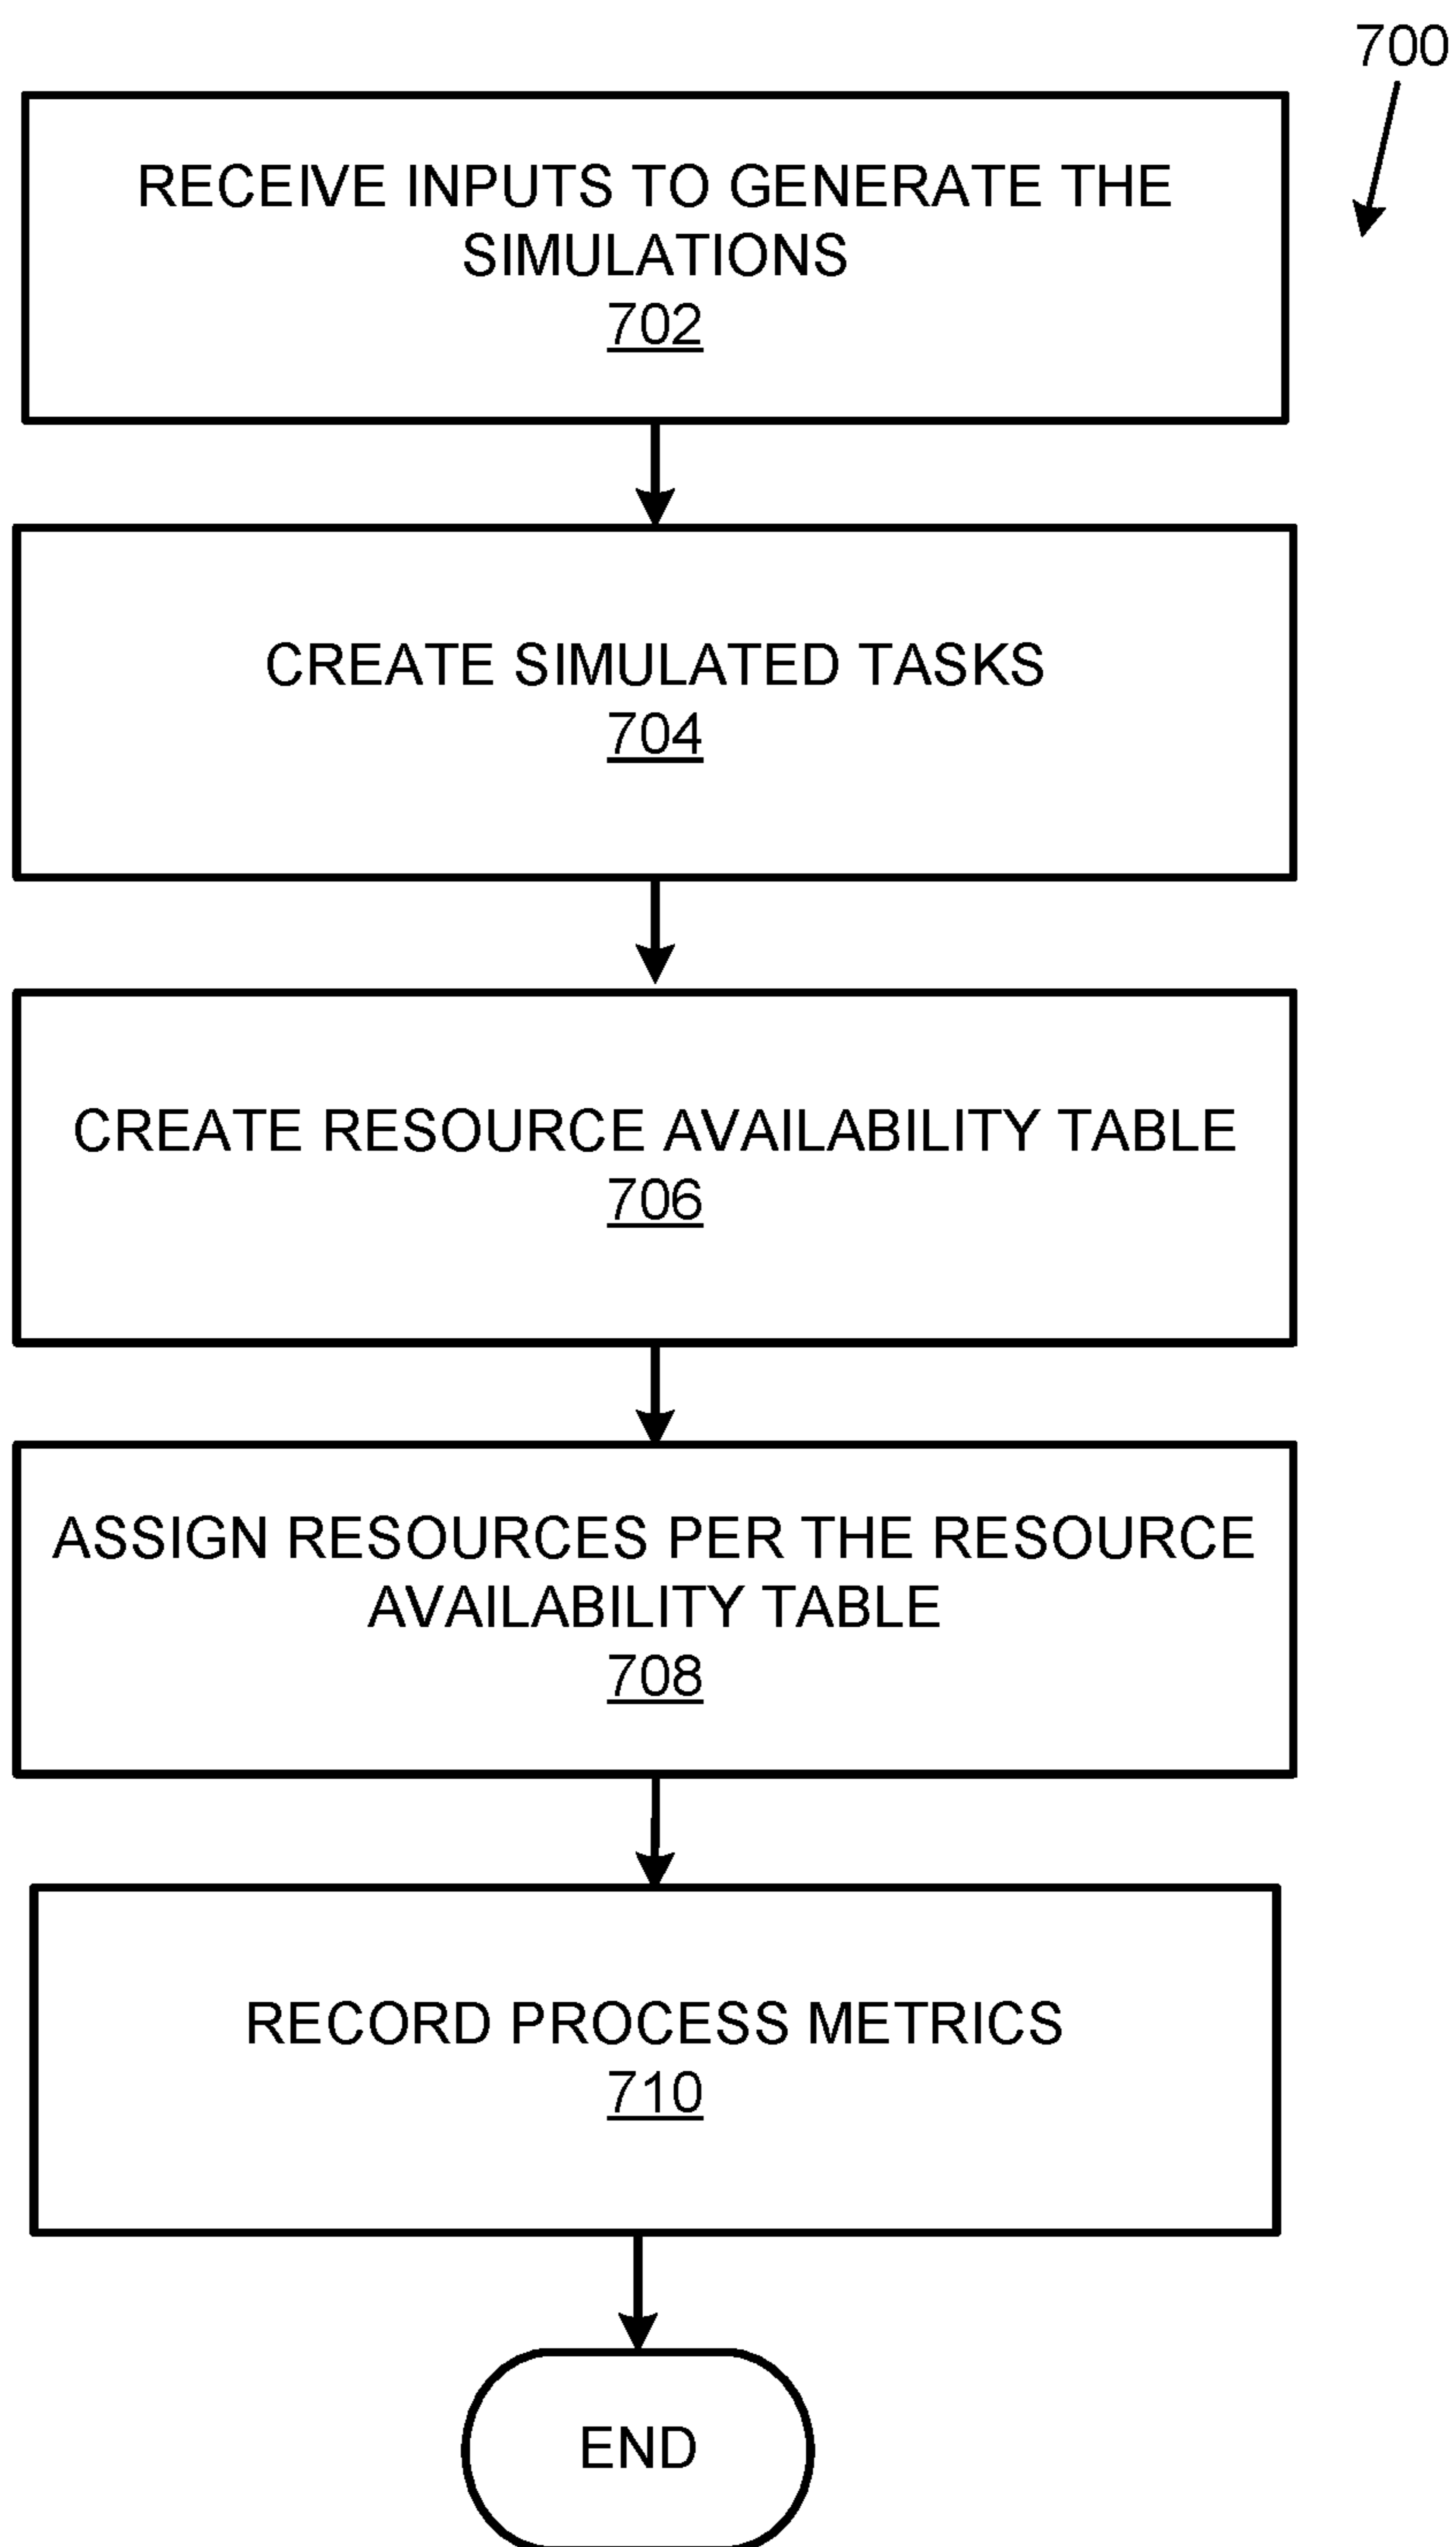 700
RECEIVE INPUTS TO GENERATE THE
SIMULATIONS
702
CREATE SIMULATED TASKS
704
CREATE RESOURCE AVAILABILITY TABLE
706
ASSIGN RESOURCES PER THE RESOURCE
AVAILABILITY TABLE
708
RECORD PROCESS METRICS
710
END